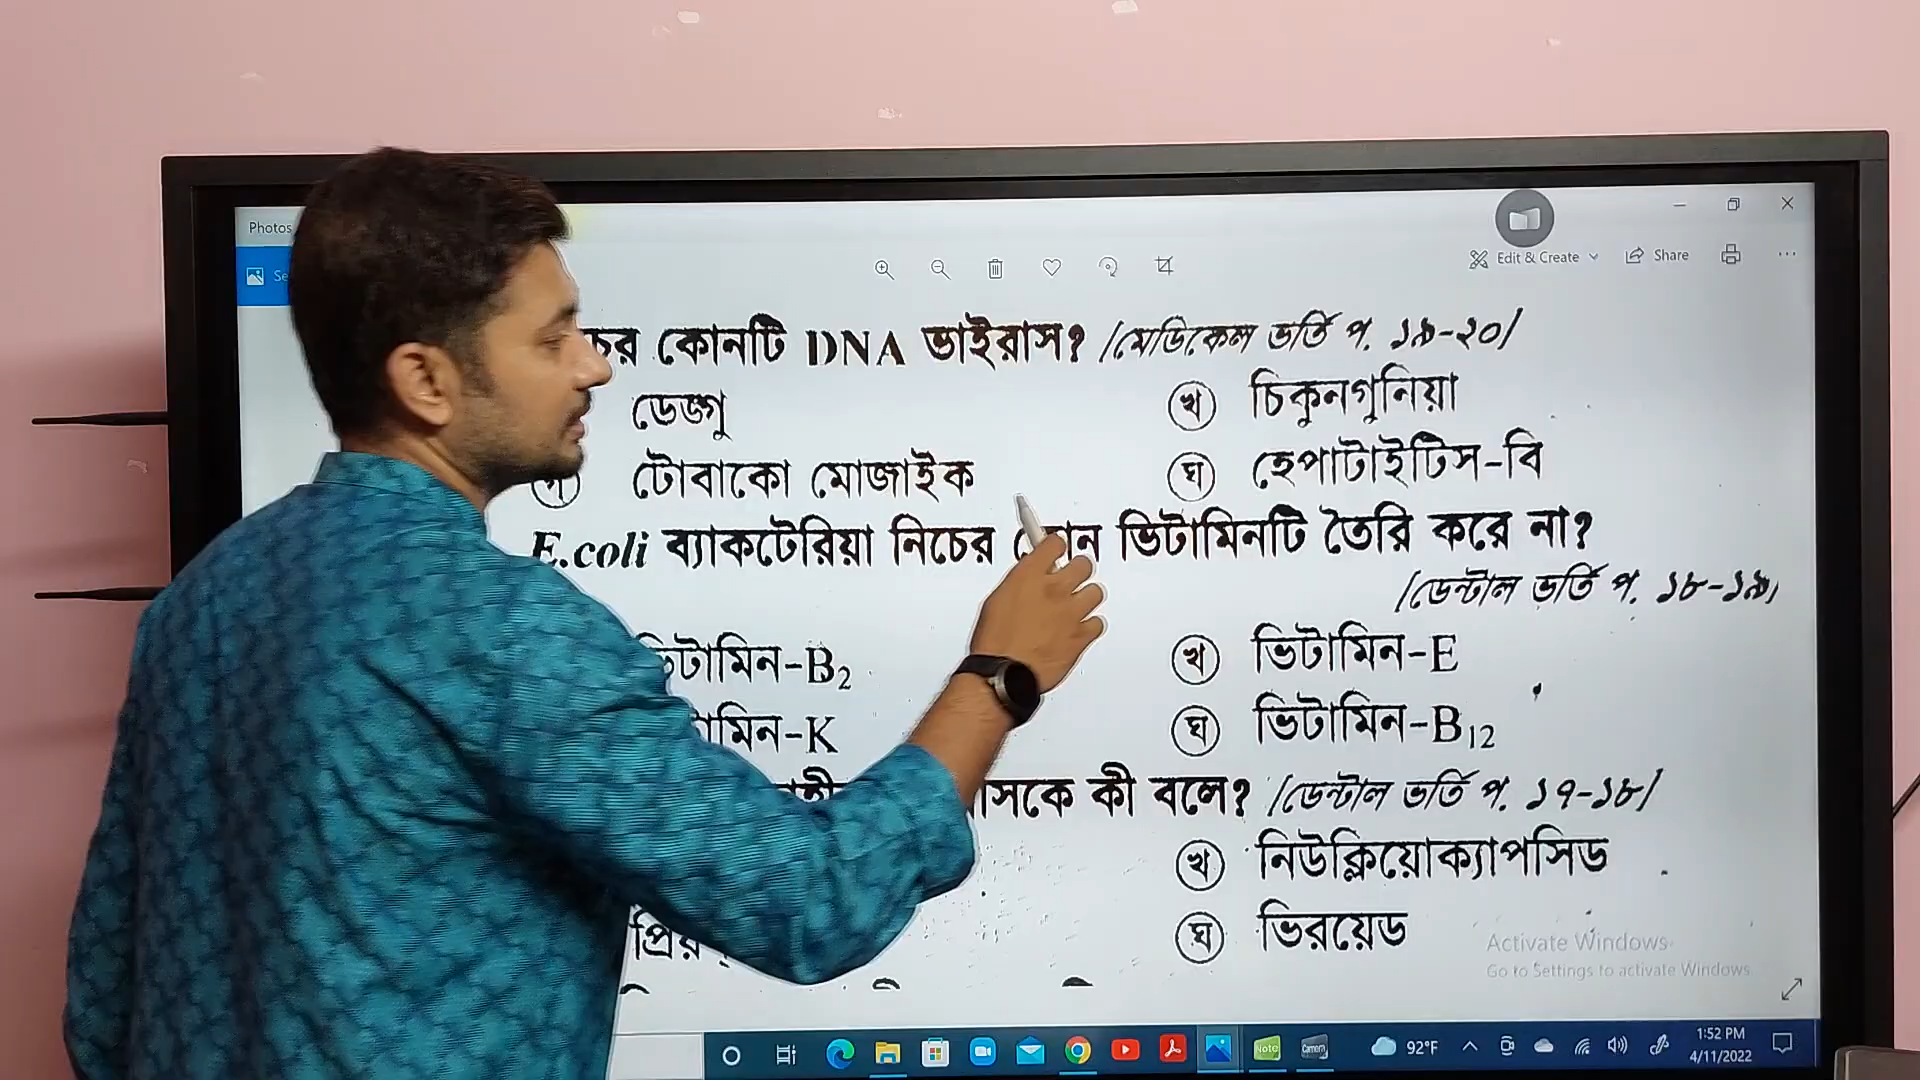 Photos
Edit & Create
Share
কোনটি DNA ভাইরাস? [মেডিকেল ভর্তি প. ১৯-২০]
ডেঙ্গু
খ চিকুনগুনিয়া
গ টোবাকো মোজাইক
ঘ হেপাটাইটিস-বি
E.coli ব্যাকটেরিয়া নিচের কোন ভিটামিনটি তৈরি করে না?
[ডেন্টাল ভর্তি প. ১৮-১৯]
ভিটামিন-B₂
খ ভিটামিন-E
ভিটামিন-K
ঘ ভিটামিন-B₁₂
কী বলে? [ডেন্টাল ভর্তি প. ১৭-১৮]
খ নিউক্লিয়োক্যাপসিড
ঘ ভিরয়েড
Activate Windows
Go to Settings to activate Windows
92°F
1:52 PM
4/11/2022